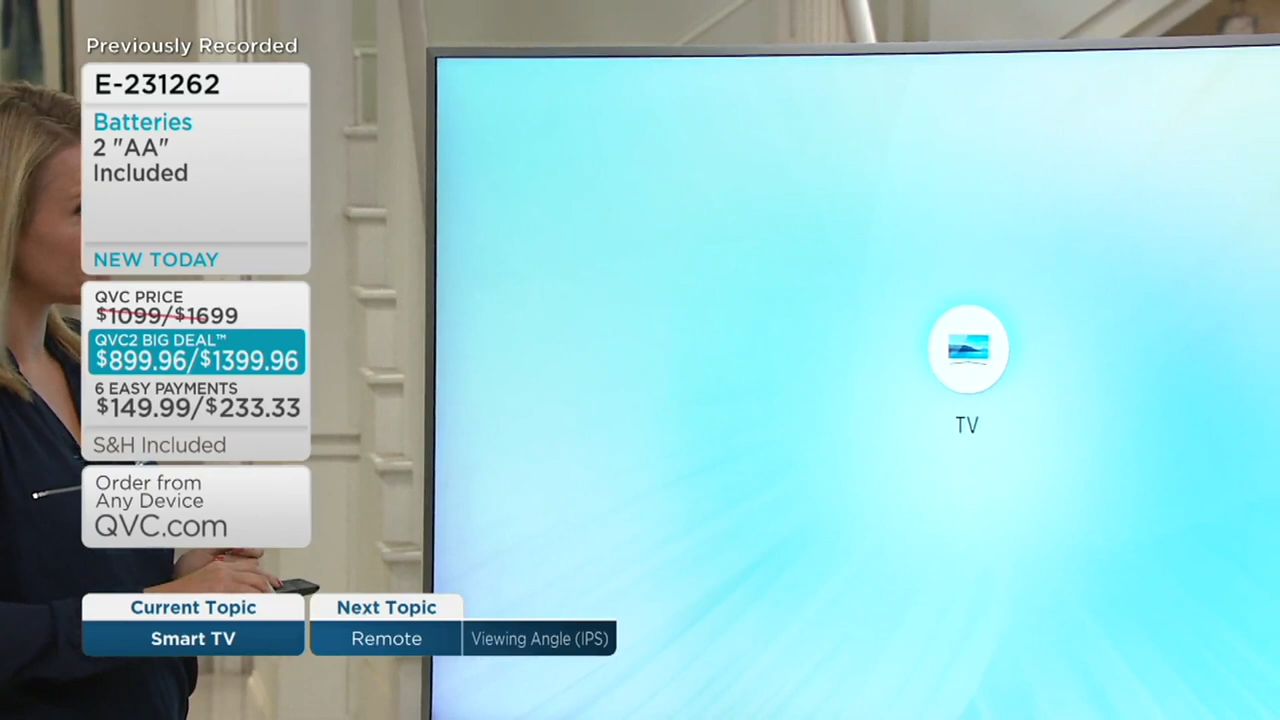 Previously Recorded
E-231262
Batteries
2 "AA"
Included
NEW TODAY
QVC PRICE
$1099/$1699
QVC2 BIG DEAL™
$899.96/$1399.96
6 EASY PAYMENTS
$149.99/$233.33
S&H Included
Order from
Any Device
QVC.com
Current Topic
Smart TV
Next Topic
Remote
Viewing Angle (IPS)
TV